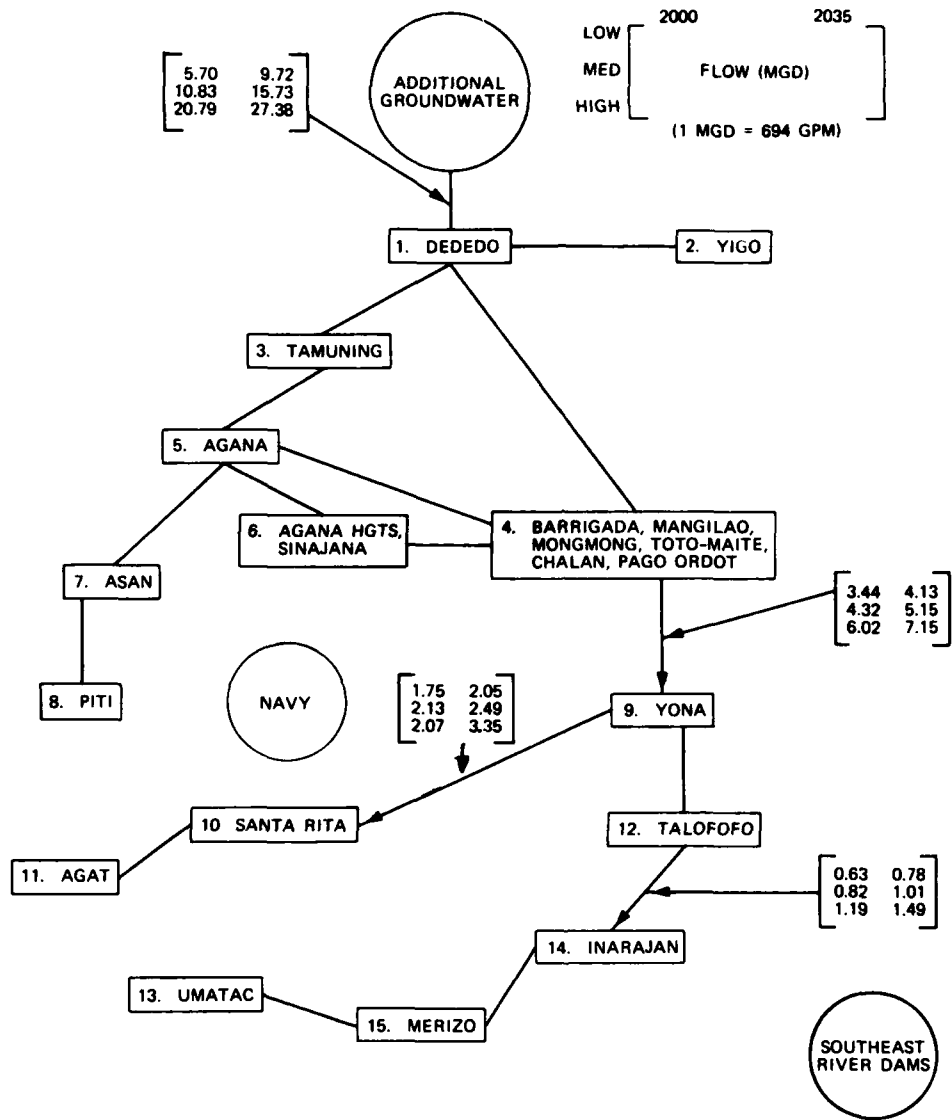 2000 2035
LOW
MED FLOW (MGD)
HIGH
(1 MGD = 694 GPM)
5.70 9.72
10.83 15.73
20.79 27.38
ADDITIONAL
GROUNDWATER
1. DEDEDO
2. YIGO
3. TAMUNING
5. AGANA
6. AGANA HGTS,
SINAJANA
4. BARRIGADA, MANGILAO,
MONGMONG, TOTO-MAITE,
CHALAN, PAGO ORDOT
7. ASAN
3.44 4.13
4.32 5.15
6.02 7.15
8. PITI
NAVY
1.75 2.05
2.13 2.49
2.07 3.35
9. YONA
10 SANTA RITA
12. TALOFOFO
11. AGAT
0.63 0.78
0.82 1.01
1.19 1.49
14. INARAJAN
13. UMATAC
15. MERIZO
SOUTHEAST
RIVER DAMS